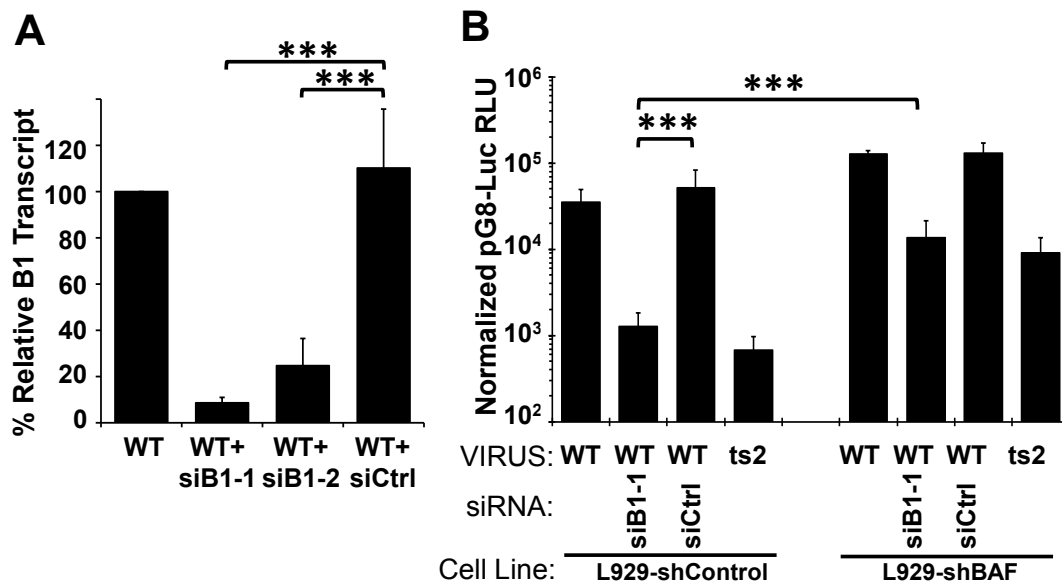 A
***
***
% Relative B1 Transcript
120
100
80
60
40
20
0
WT
WT+
siB1-1
WT+
siB1-2
WT+
siCtrl
B
***
***
Normalized pG8-Luc RLU
10⁶
10⁵
10⁴
10³
10²
VIRUS: WT WT WT ts2 WT WT WT ts2
siRNA: siB1-1 siCtrl siB1-1 siCtrl
Cell Line: L929-shControl L929-shBAF